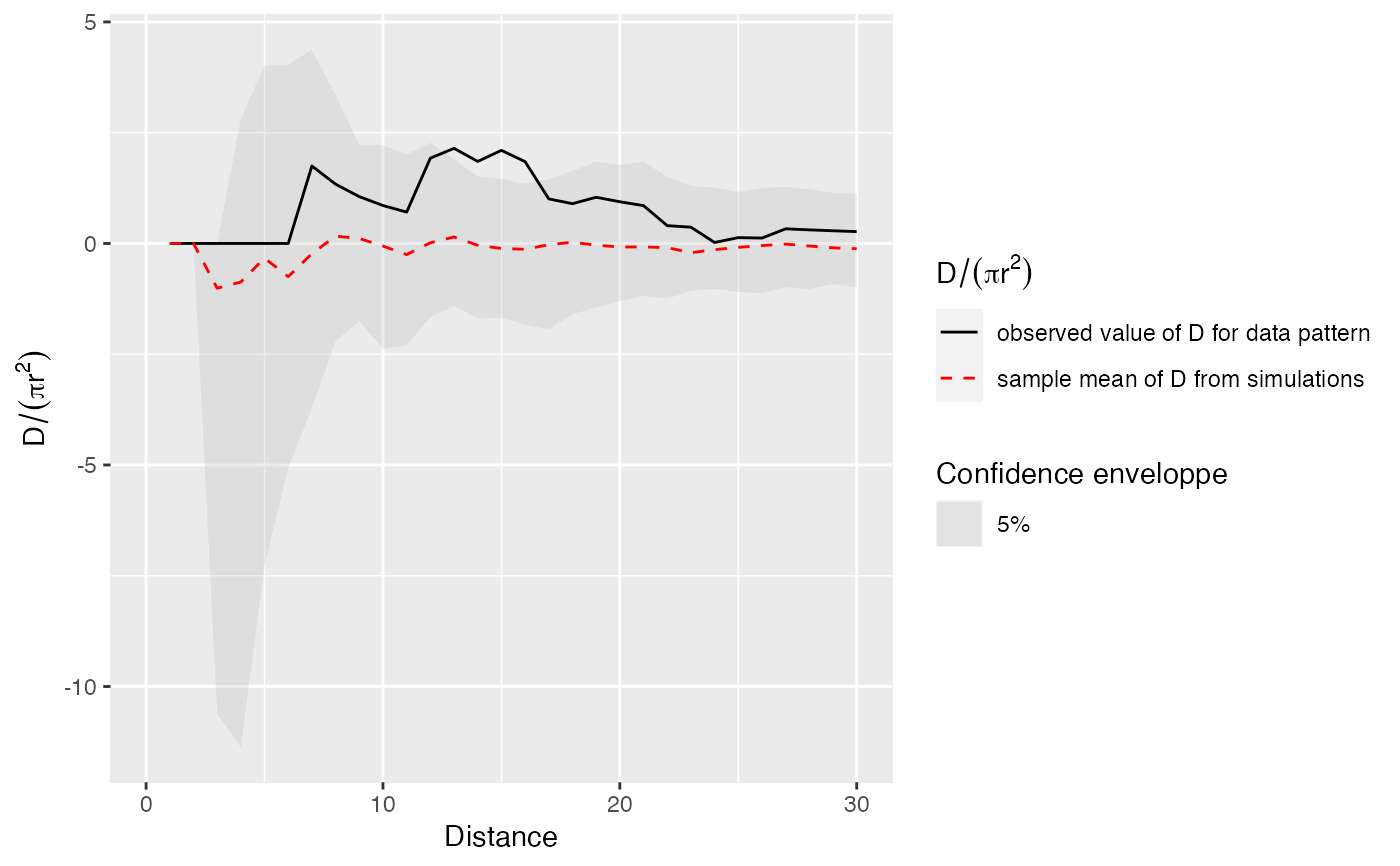 5
0
-5
-10
0 10 20 30
Distance
D/(πr²)
D/(πr²)
observed value of D for data pattern
sample mean of D from simulations
Confidence enveloppe
5%